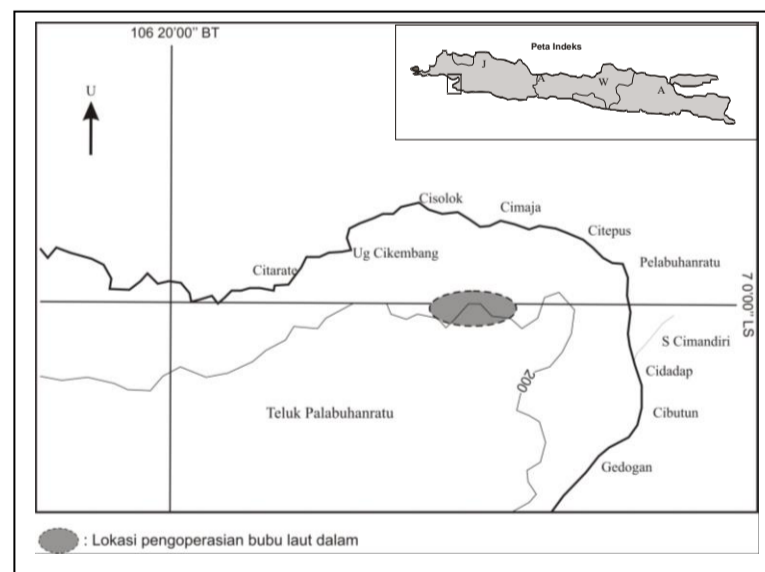 106 20'00" BT
Peta Indeks
J
A
W
A
U
Cisolok
Cimaja
Citepus
Ug Cikembang
Citarate
Pelabuhanratu
7 0'00" LS
S Cimandiri
Cidadap
200
Teluk Palabuhanratu
Cibutun
Gedogan
: Lokasi pengoperasian bubu laut dalam